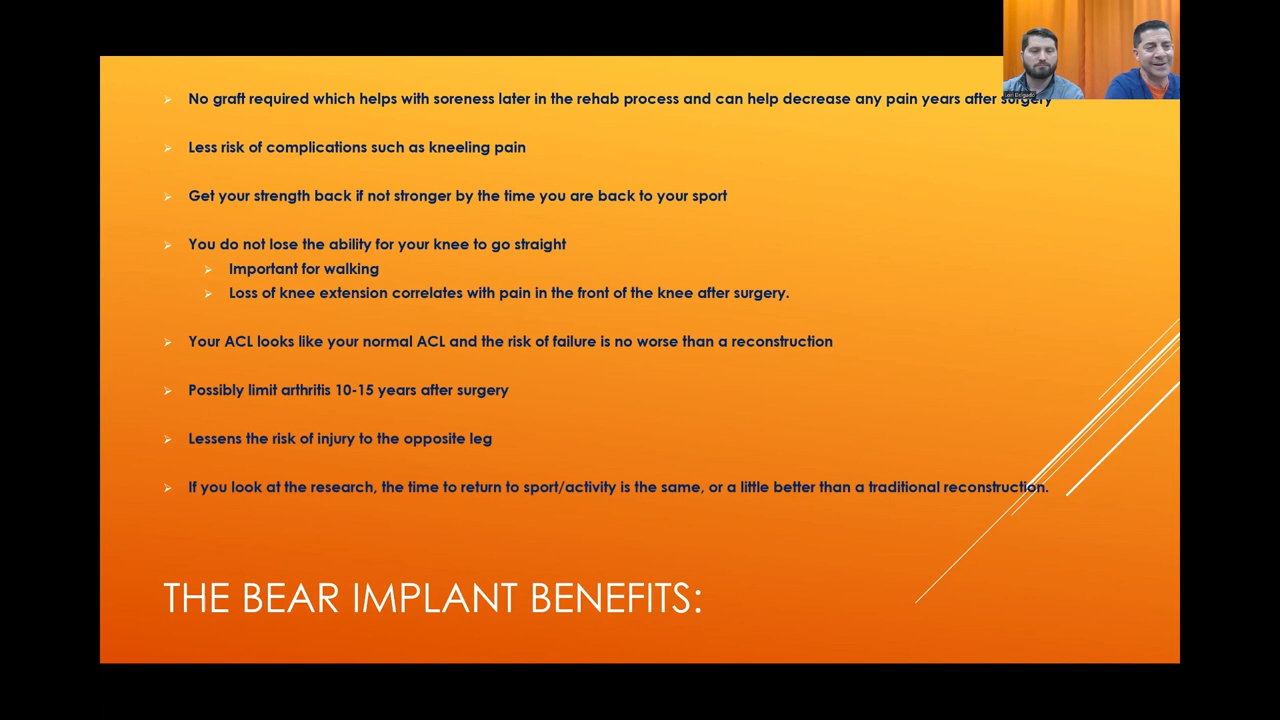 No graft required which helps with soreness later in the rehab process and can help decrease any pain years after surgery
Less risk of complications such as kneeling pain
Get your strength back if not stronger by the time you are back to your sport
You do not lose the ability for your knee to go straight
Important for walking
Loss of knee extension correlates with pain in the front of the knee after surgery.
Your ACL looks like your normal ACL and the risk of failure is no worse than a reconstruction
Possibly limit arthritis 10-15 years after surgery
Lessens the risk of injury to the opposite leg
If you look at the research, the time to return to sport/activity is the same, or a little better than a traditional reconstruction.
THE BEAR IMPLANT BENEFITS: